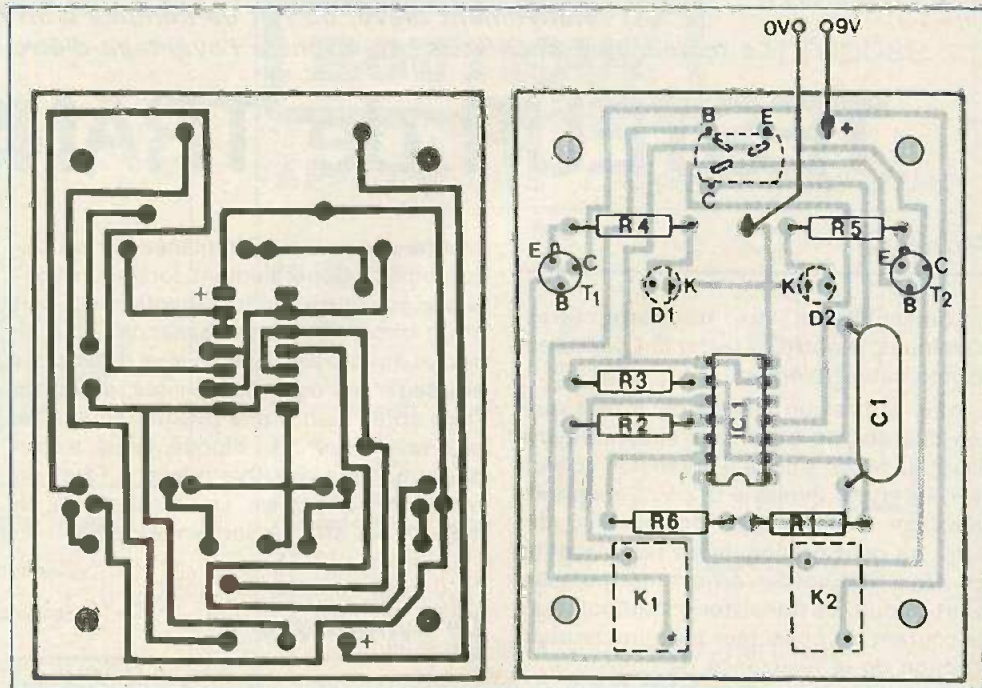 0V 9V
B E +
C
R4 R5
E C E C
B T1 B T2
D1 K K D2
+
R3
R2 IC1 C1
+
R6 R1
K1 K2
+